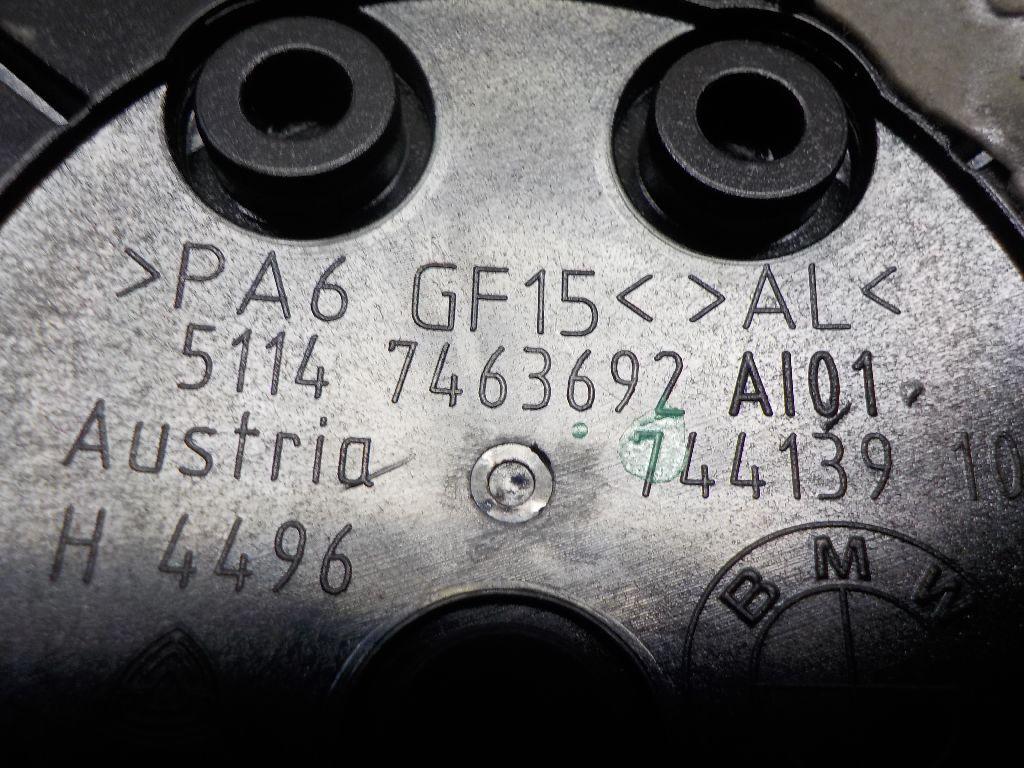 >PA6 GF15<>AL<
5114 7463692 AI01
Austria 744139 10
H 4496
BMW